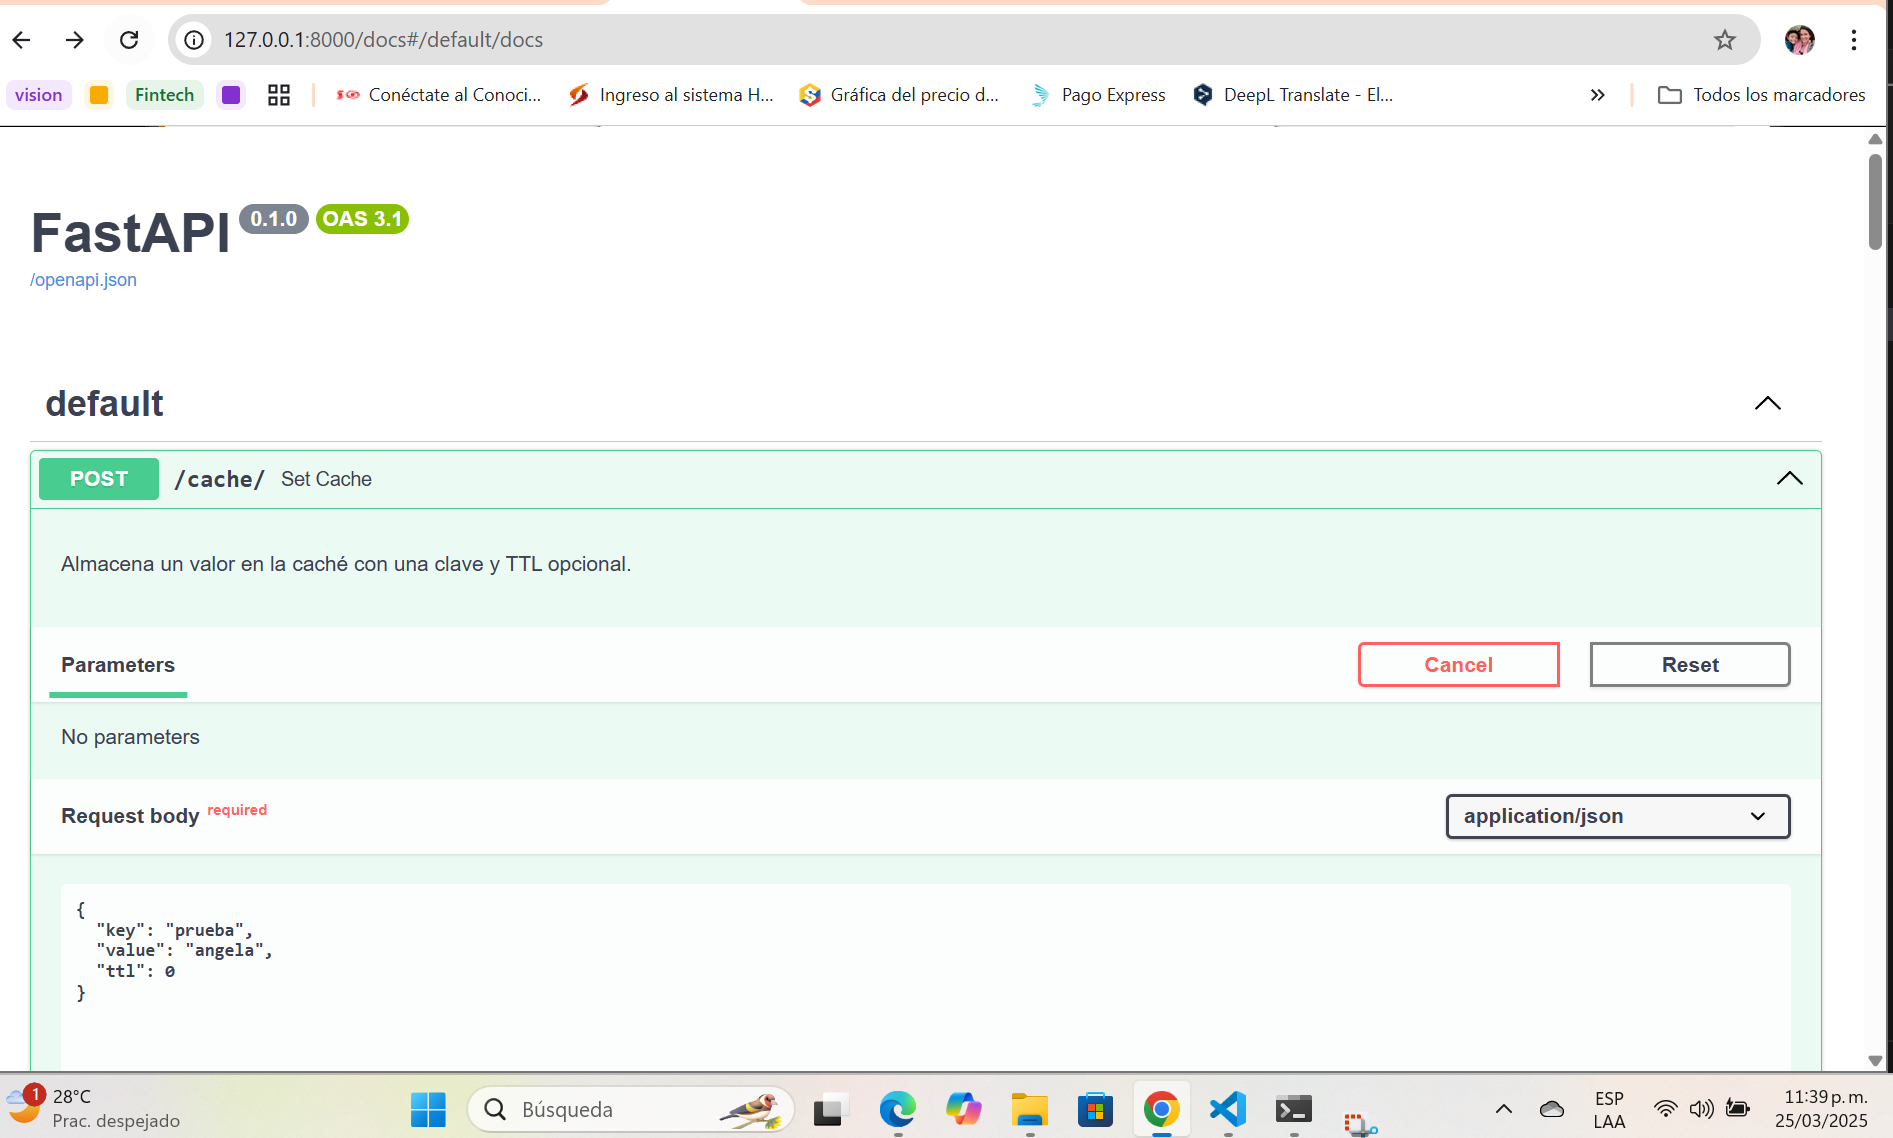 127.0.0.1:8000/docs#/default/docs
vision
Fintech
Conéctate al Conoci...
Ingreso al sistema H...
Gráfica del precio d...
Pago Express
DeepL Translate - El...
Todos los marcadores
FastAPI 0.1.0 OAS 3.1
/openapi.json
default
POST /cache/ Set Cache
Almacena un valor en la caché con una clave y TTL opcional.
Parameters
Cancel
Reset
No parameters
Request body required
application/json
{
"key": "prueba",
"value": "angela",
"ttl": 0
}
1
28°C
Prac. despejado
Búsqueda
ESP
LAA
11:39 p. m.
25/03/2025